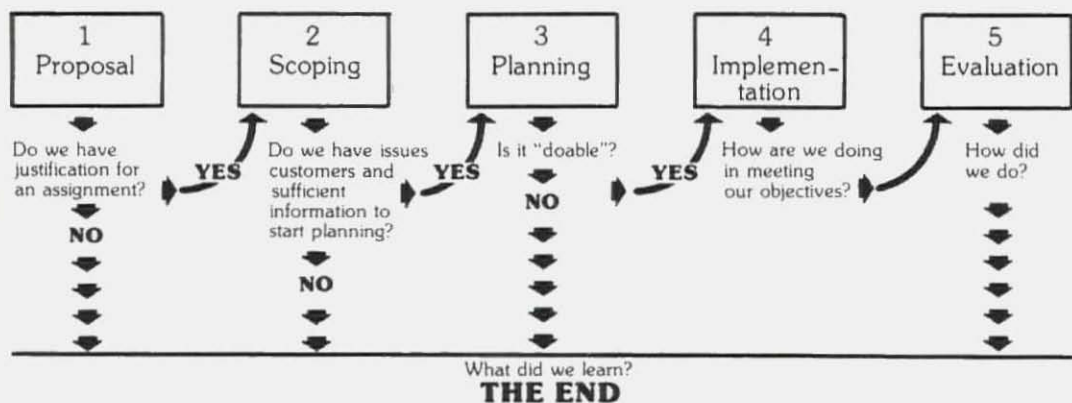 1
Proposal
Do we have
justification for
an assignment?
YES
NO
2
Scoping
Do we have issues
customers and
sufficient
information to
start planning?
YES
NO
3
Planning
Is it “doable”?
YES
NO
4
Implemen-
tation
How are we doing
in meeting
our objectives?
5
Evaluation
How did
we do?
What did we learn?
THE END